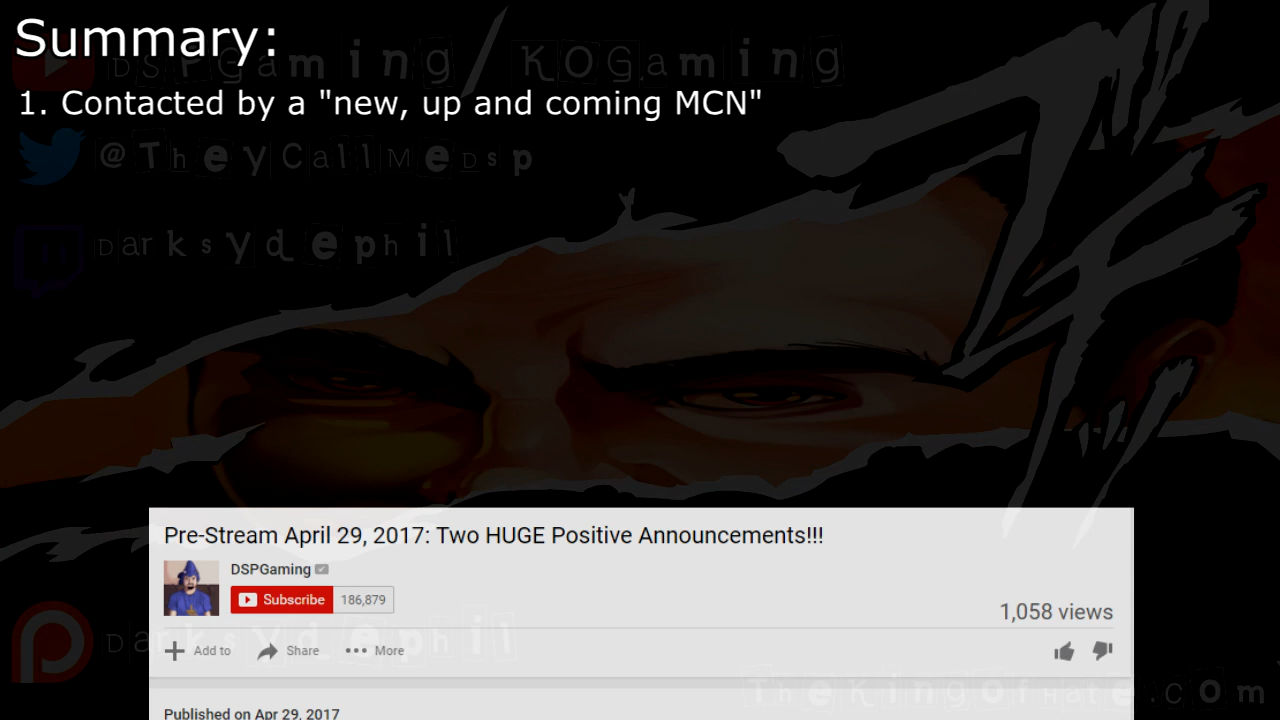 Summary:
DSPGaming/KOGaming
1. Contacted by a "new, up and coming MCN"
@TheyCallMeDsp
Darksydephil
Pre-Stream April 29, 2017: Two HUGE Positive Announcements!!!
DSPGaming
Subscribe 186,879
1,058 views
Darksydephil
Add to Share More
TheKingOfHate.com
Published on Apr 29, 2017